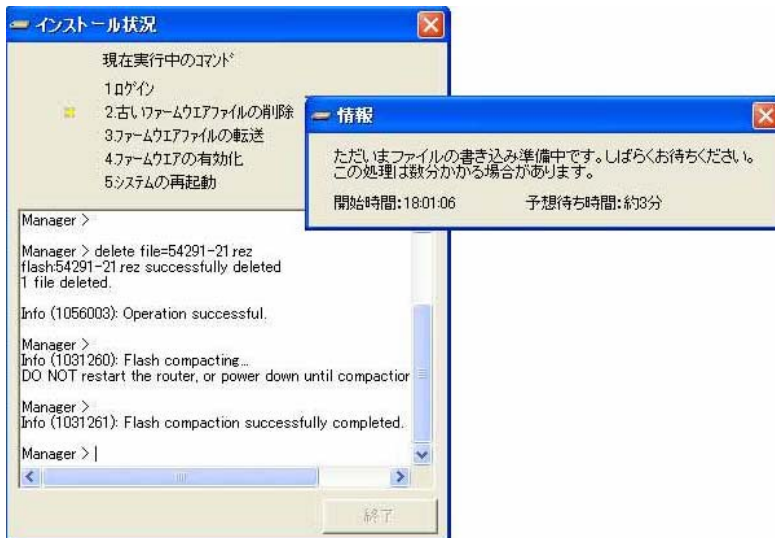 インストール状況
現在実行中のコマンド
1.ログイン
2.古いファームウエアファイルの削除
3.ファームウエアファイルの転送
4.ファームウエアの有効化
5.システムの再起動
情報
ただいまファイルの書き込み準備中です。しばらくお待ちください。
この処理は数分かかる場合があります。
開始時間:18:01:06 予想待ち時間:約3分
Manager >
Manager > delete file=54291-21.rez
flash:54291-21.rez successfully deleted
1 file deleted.
Info (1056003): Operation successful.
Manager >
Info (1031260): Flash compacting...
DO NOT restart the router, or power down until compaction
Manager >
Info (1031261): Flash compaction successfully completed.
Manager >
終了